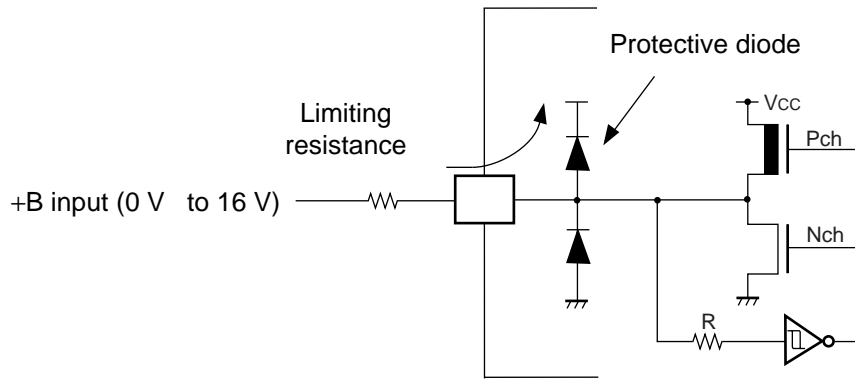 Protective diode
Limiting
resistance
VCC
Pch
+B input (0 V to 16 V)
Nch
R